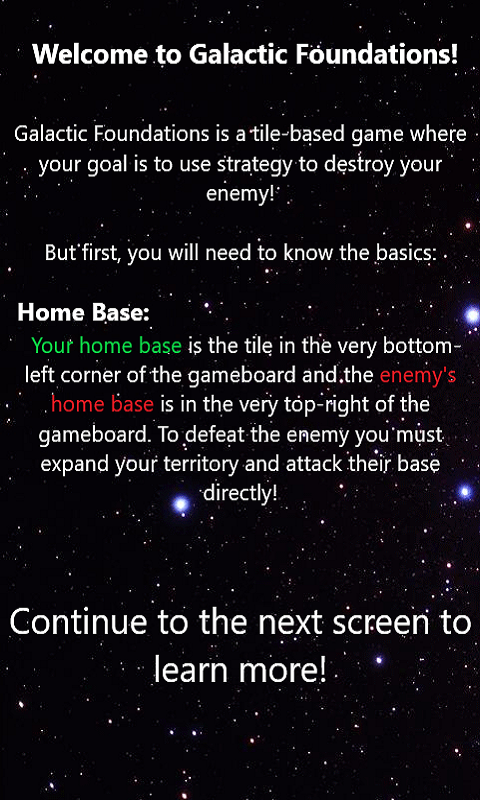 Welcome to Galactic Foundations!
Galactic Foundations is a tile-based game where
your goal is to use strategy to destroy your
enemy!
But first, you will need to know the basics:
Home Base:
Your home base is the tile in the very bottom-
left corner of the gameboard and the enemy's
home base is in the very top-right of the
gameboard. To defeat the enemy you must
expand your territory and attack their base
directly!
Continue to the next screen to
learn more!